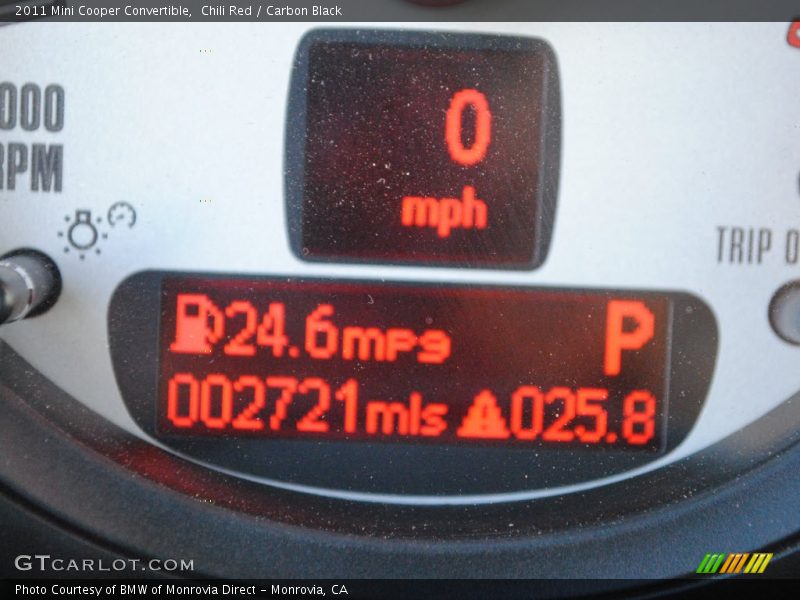 2011 Mini Cooper Convertible,  Chili Red / Carbon Black
0
mph
000
RPM
TRIP
24.6mpg P
002721mls 025.8
GTCARLOT.COM
Photo Courtesy of BMW of Monrovia Direct - Monrovia, CA